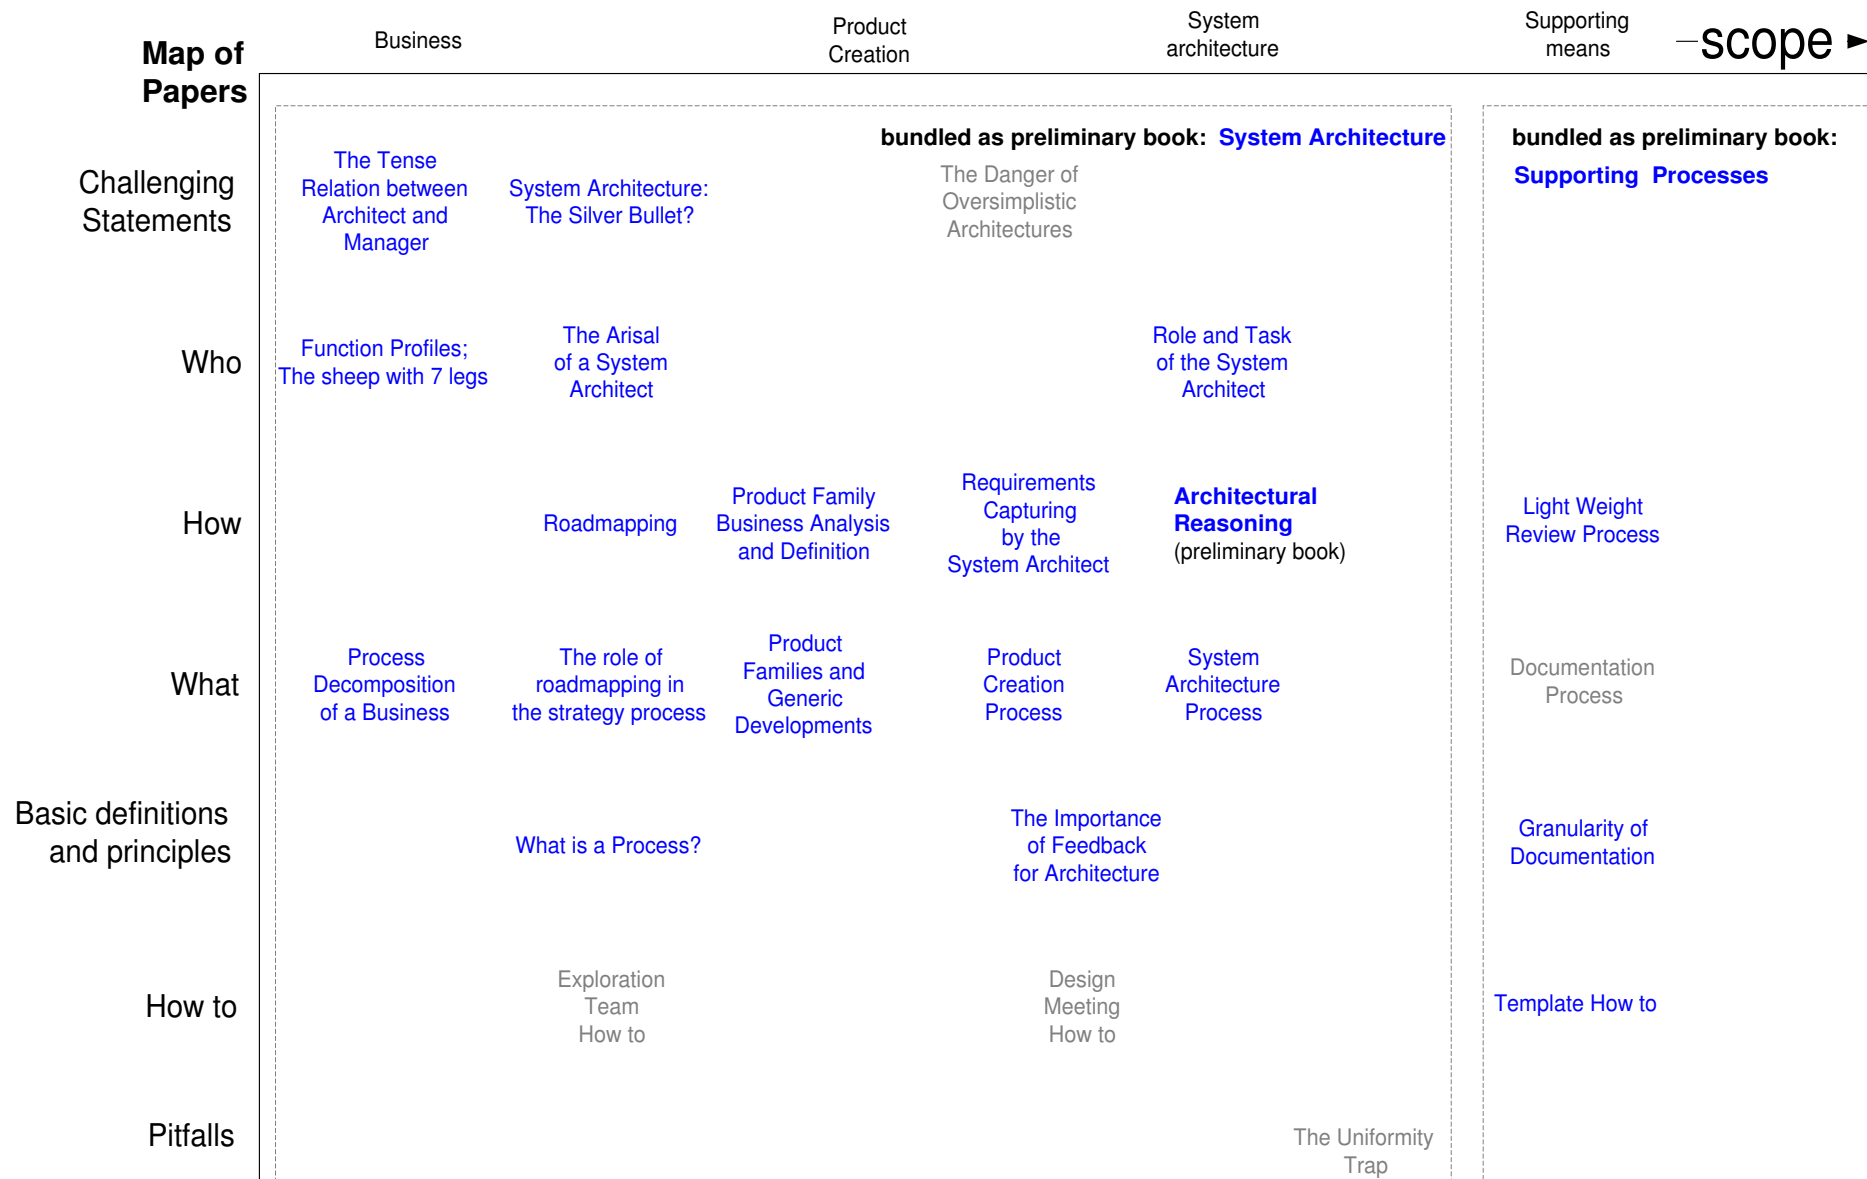 Map of
Papers
Business
Product
Creation
System
architecture
Supporting
means
scope
Challenging
Statements
bundled as preliminary book: System Architecture
bundled as preliminary book:
Supporting Processes
The Tense
Relation between
Architect and
Manager
System Architecture:
The Silver Bullet?
The Danger of
Oversimplistic
Architectures
Who
Function Profiles;
The sheep with 7 legs
The Arisal
of a System
Architect
Role and Task
of the System
Architect
How
Roadmapping
Product Family
Business Analysis
and Definition
Requirements
Capturing
by the
System Architect
Architectural
Reasoning
(preliminary book)
Light Weight
Review Process
What
Process
Decomposition
of a Business
The role of
roadmapping in
the strategy process
Product
Families and
Generic
Developments
Product
Creation
Process
System
Architecture
Process
Documentation
Process
Basic definitions
and principles
What is a Process?
The Importance
of Feedback
for Architecture
Granularity of
Documentation
How to
Exploration
Team
How to
Design
Meeting
How to
Template How to
Pitfalls
The Uniformity
Trap